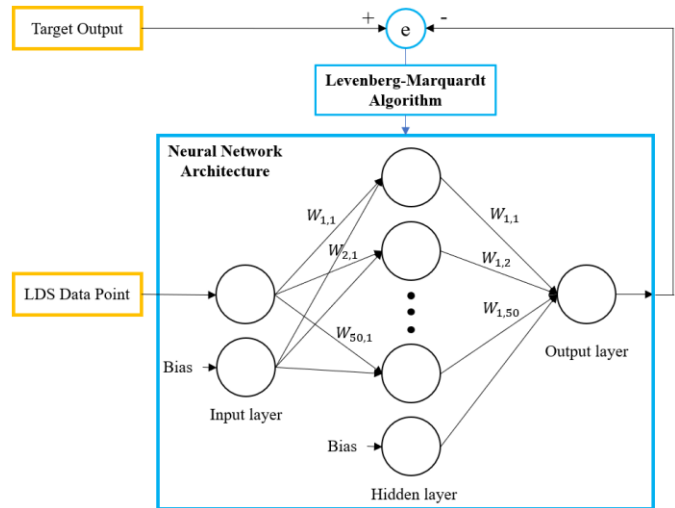 Target Output
+
e
-
Levenberg-Marquardt
Algorithm
Neural Network
Architecture
W1,1
W1,1
W2,1
W1,2
LDS Data Point
W50,1
W1,50
Output layer
Bias
Input layer
Bias
Hidden layer